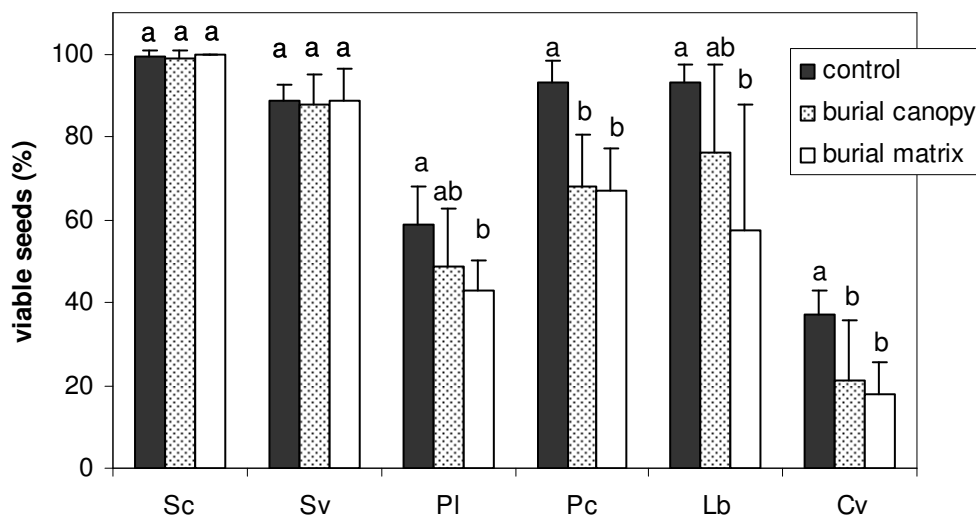 a a a a a a a a a ab
control
100
burial canopy
b
b b
burial matrix
80
viable seeds (%)
a
ab
60
b
a
40
b
b
20
0
Sc Sv Pl Pc Lb Cv